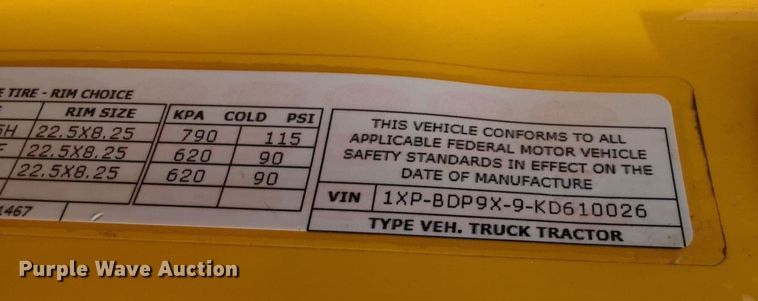 TIRE - RIM CHOICE
RIM SIZE KPA COLD PSI
22.5X8.25 790 115
22.5X8.25 620 90
22.5X8.25 620 90
1467
THIS VEHICLE CONFORMS TO ALL
APPLICABLE FEDERAL MOTOR VEHICLE
SAFETY STANDARDS IN EFFECT ON THE
DATE OF MANUFACTURE
VIN 1XP-BDP9X-9-KD610026
TYPE VEH. TRUCK TRACTOR
Purple Wave Auction